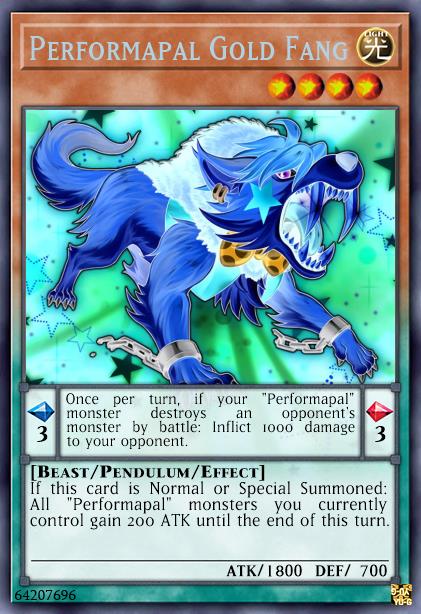 Performapal Gold Fang
LIGHT
光
Once per turn, if your "Performapal"
monster destroys an opponent's
monster by battle: Inflict 1000 damage
to your opponent.
3
3
[Beast/Pendulum/Effect]
If this card is Normal or Special Summoned:
All "Performapal" monsters you currently
control gain 200 ATK until the end of this turn.
ATK/1800 DEF/ 700
64207696